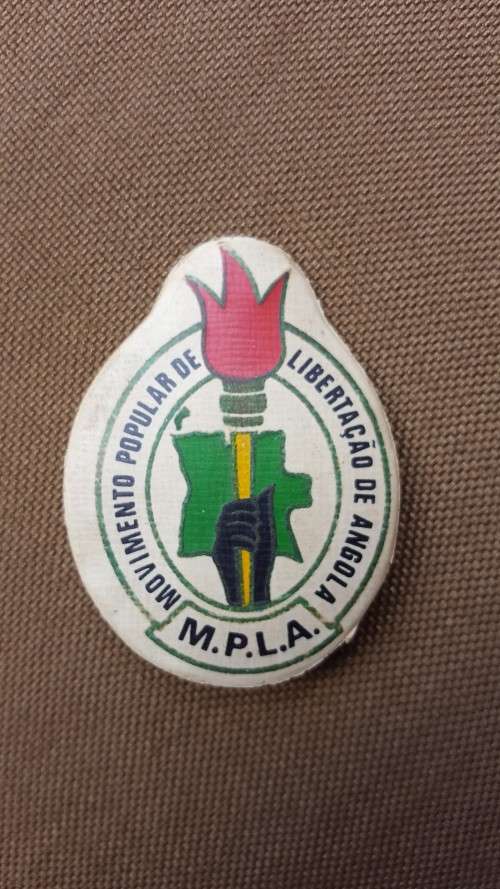 MOVIMENTO POPULAR DE LIBERTAÇÃO DE ANGOLA
M.P.L.A.